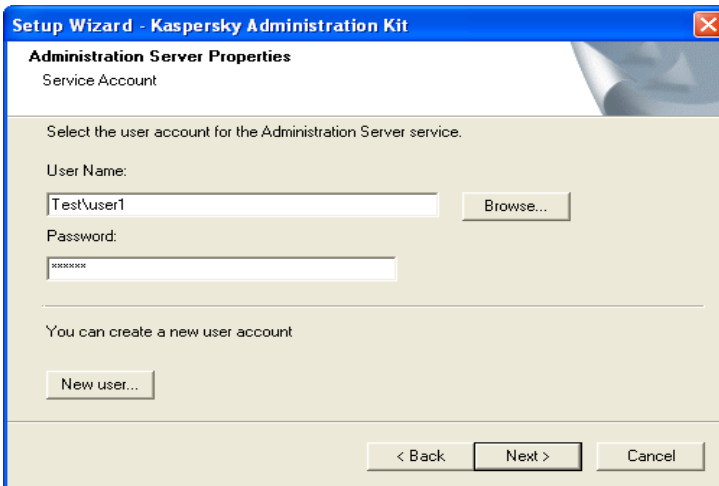 Setup Wizard - Kaspersky Administration Kit
Administration Server Properties
Service Account
Select the user account for the Administration Server service.
User Name:
Test\user1
Browse...
Password:
******
You can create a new user account
New user...
< Back
Next >
Cancel